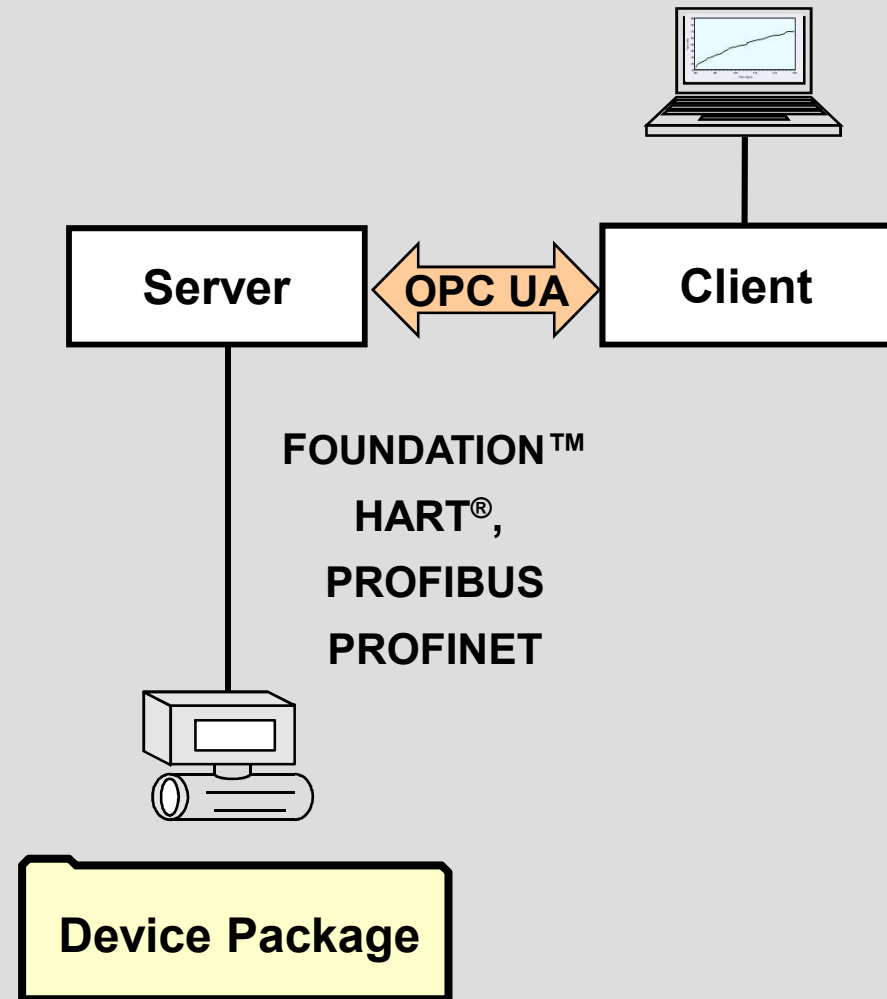 Server
OPC UA
Client
FOUNDATION™
HART®,
PROFIBUS
PROFINET
Device Package